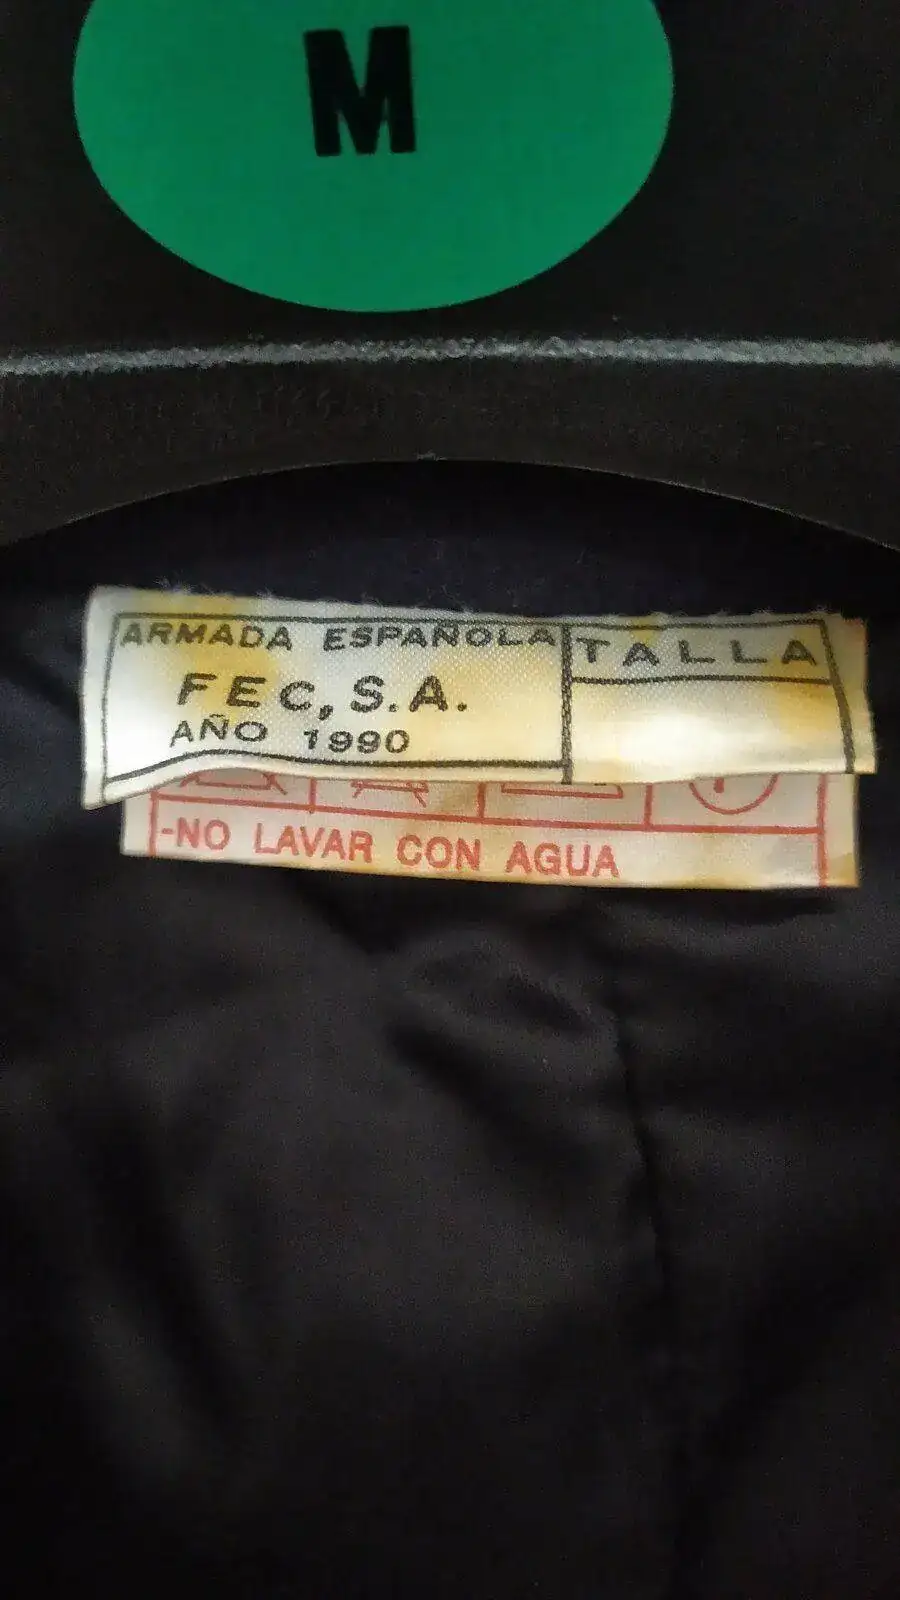 M
ARMADA ESPAÑOLA
TALLA
FEC, S.A.
AÑO 1990
-NO LAVAR CON AGUA